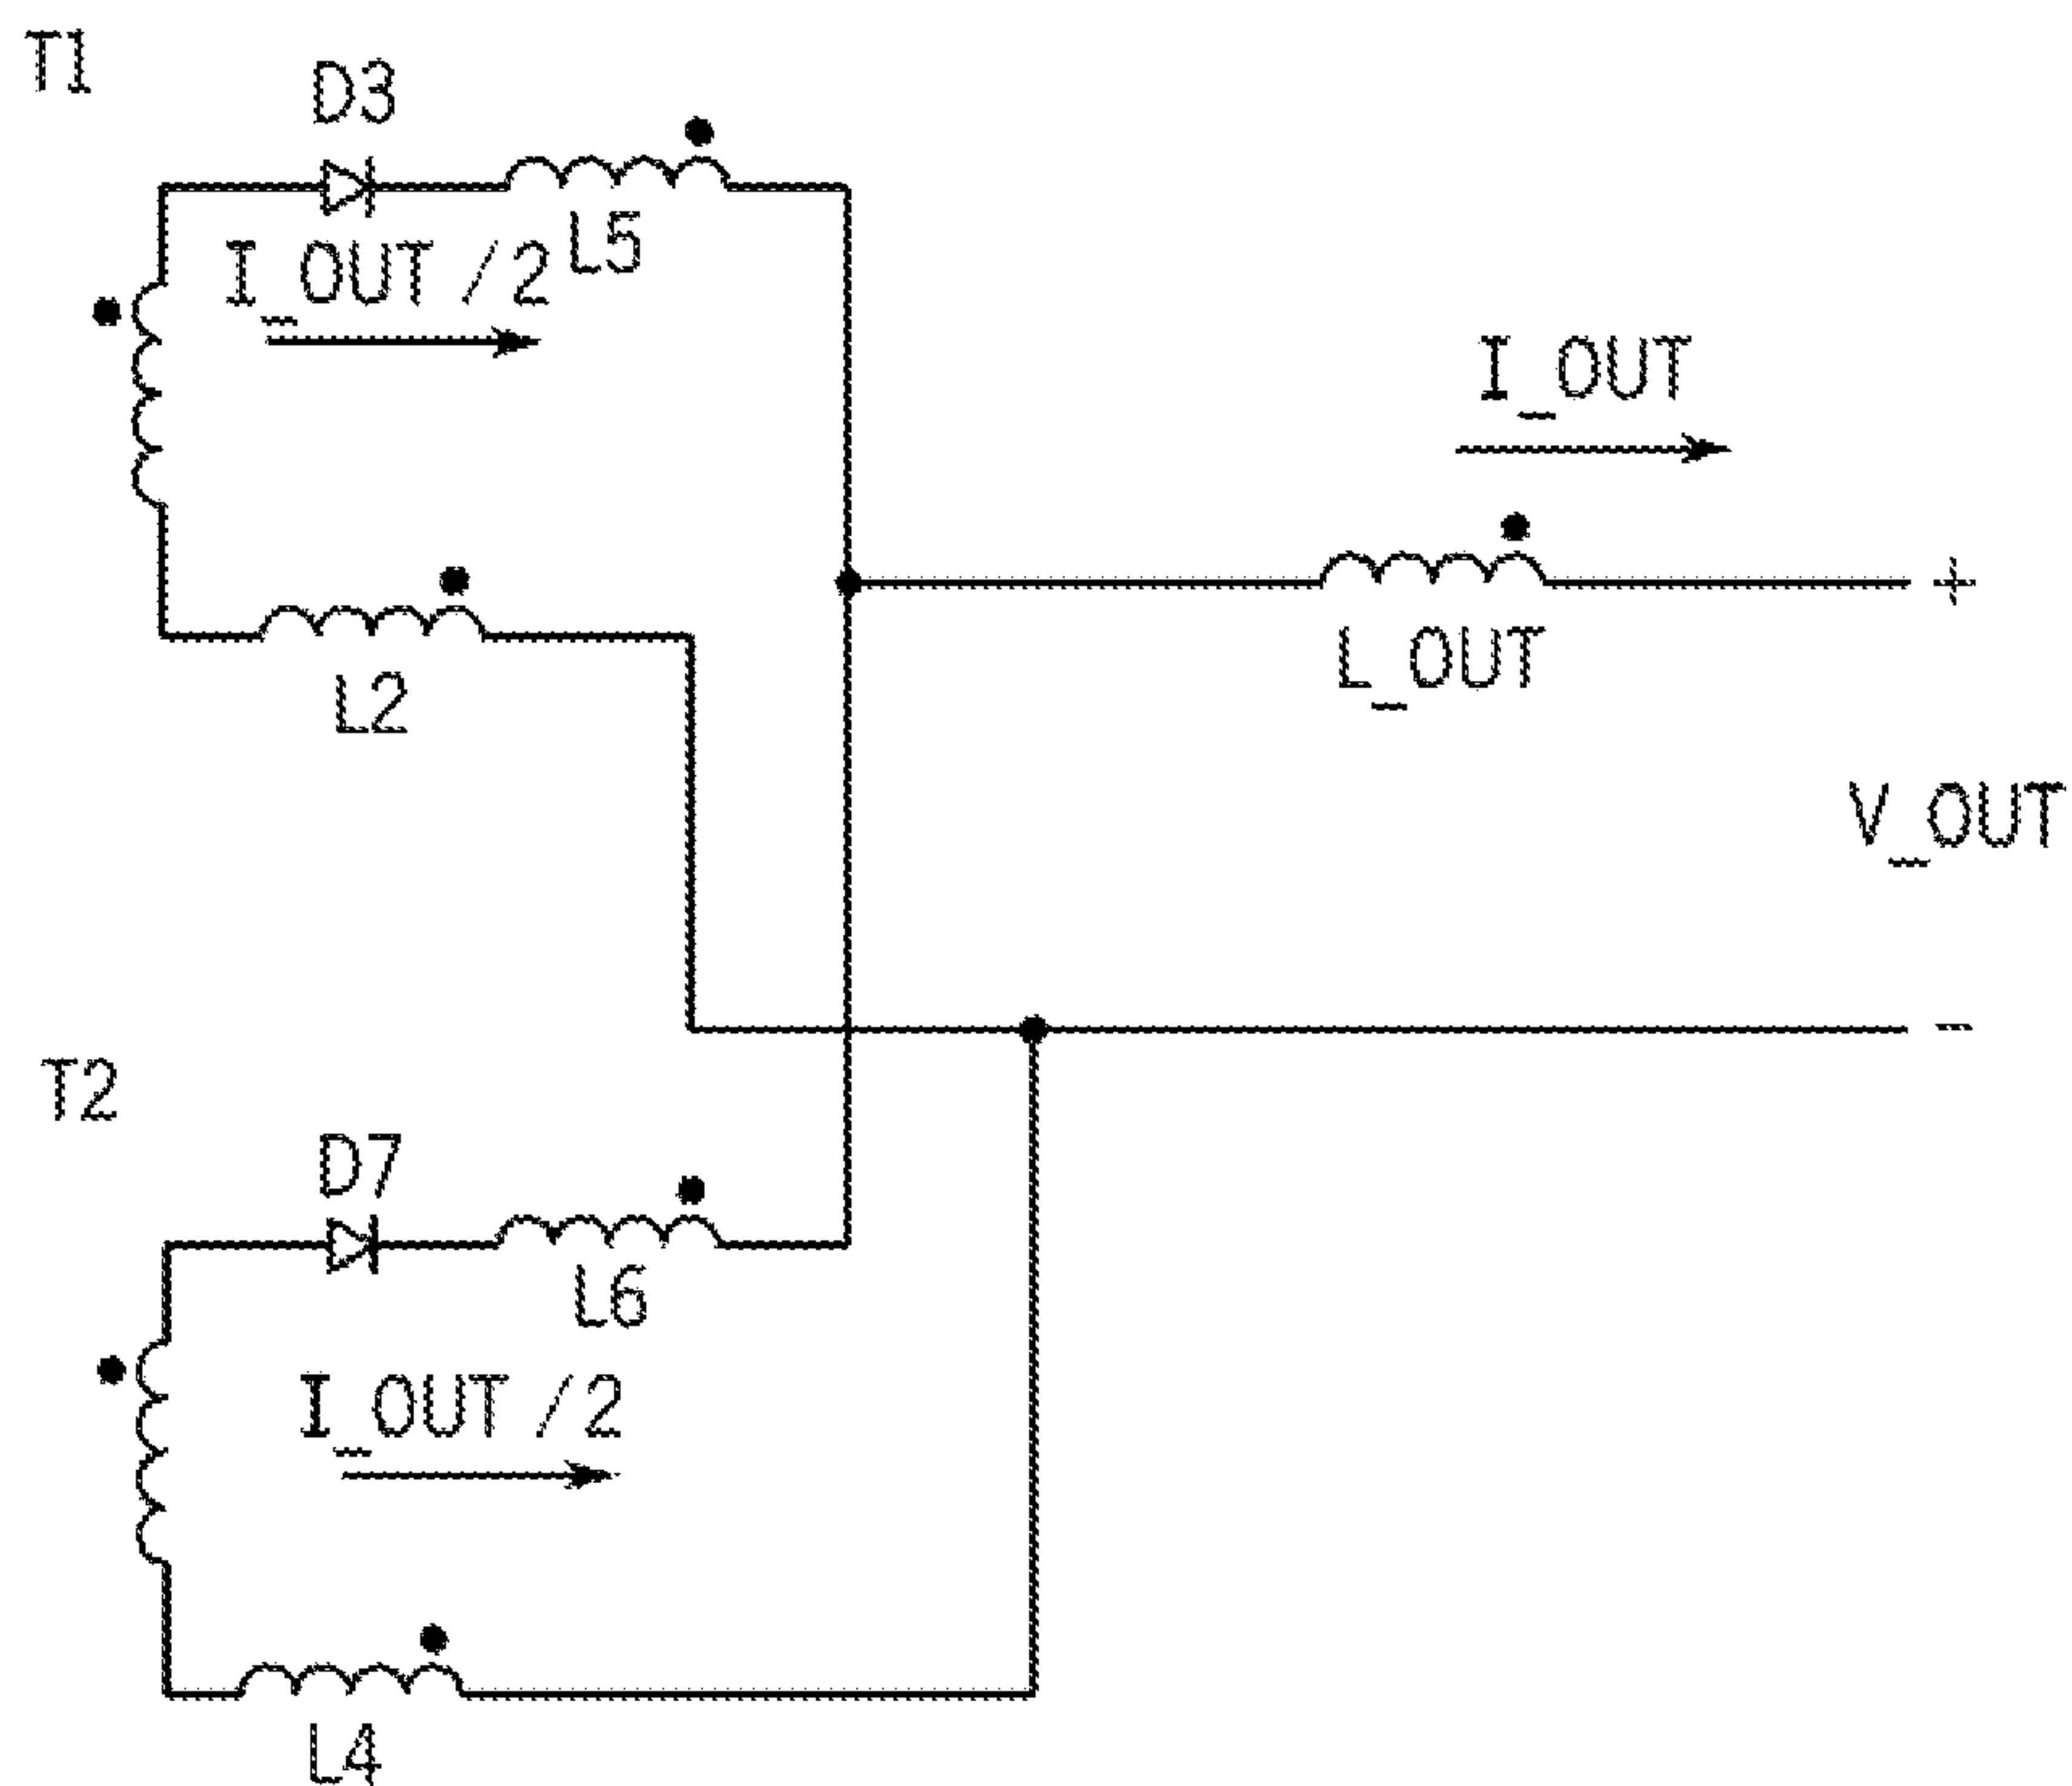 T1
D3
L5
I_OUT/2
I_OUT
L2
L_OUT
+
V_OUT
-
T2
D7
L6
I_OUT/2
L4